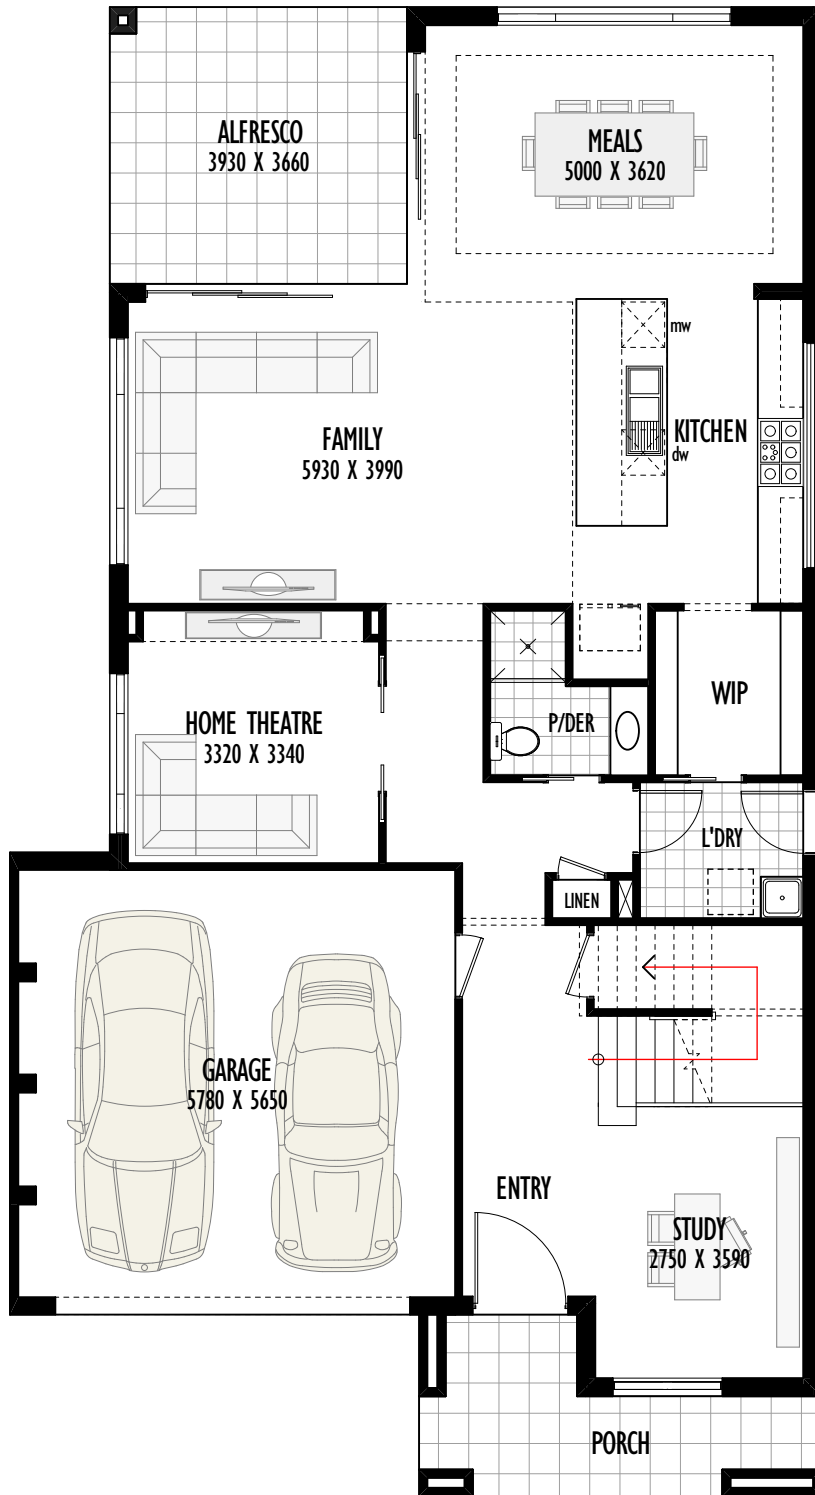 ALFRESCO
3930 X 3660
MEALS
5000 X 3620
mw
KITCHEN
dw
FAMILY
5930 X 3990
WIP
P/DER
HOME THEATRE
3320 X 3340
L'DRY
LINEN
GARAGE
5780 X 5650
ENTRY
STUDY
2750 X 3590
PORCH